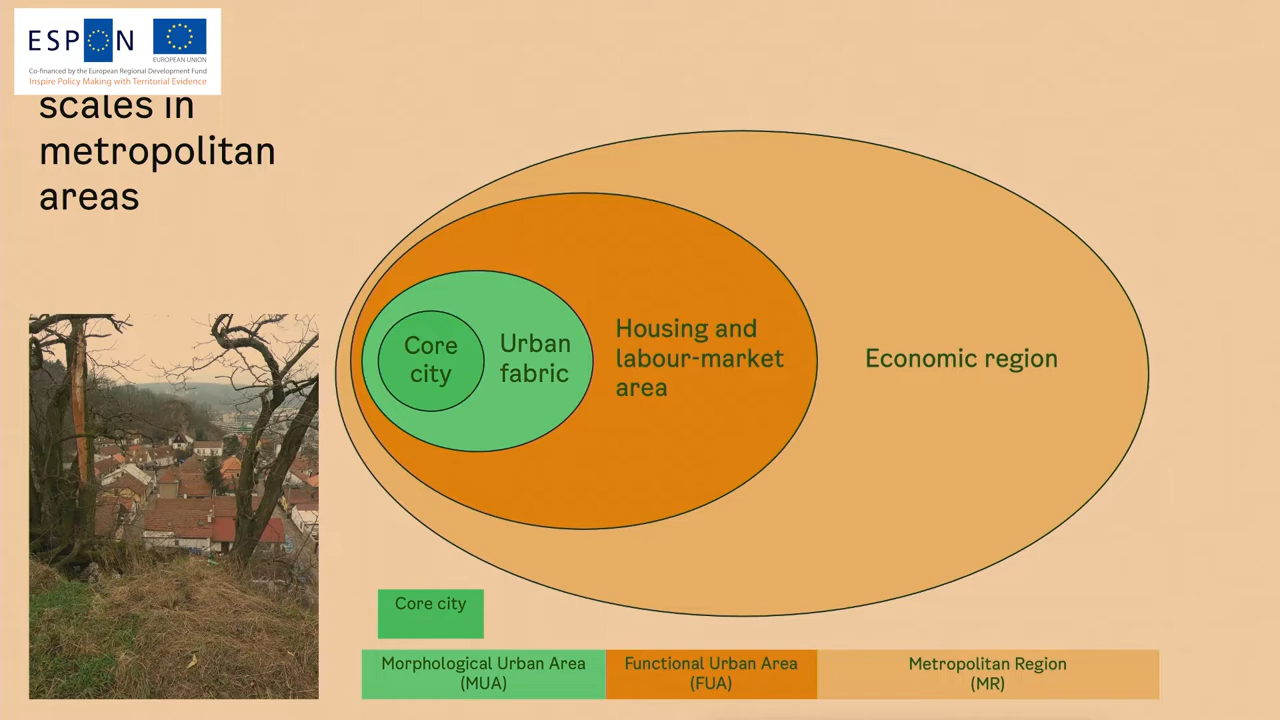 ESPON
EUROPEAN UNION
Co-financed by the European Regional Development Fund
Inspire Policy Making with Territorial Evidence
scales in
metropolitan
areas
Core
city
Urban
fabric
Housing and
labour-market
area
Economic region
Core city
Morphological Urban Area
(MUA)
Functional Urban Area
(FUA)
Metropolitan Region
(MR)